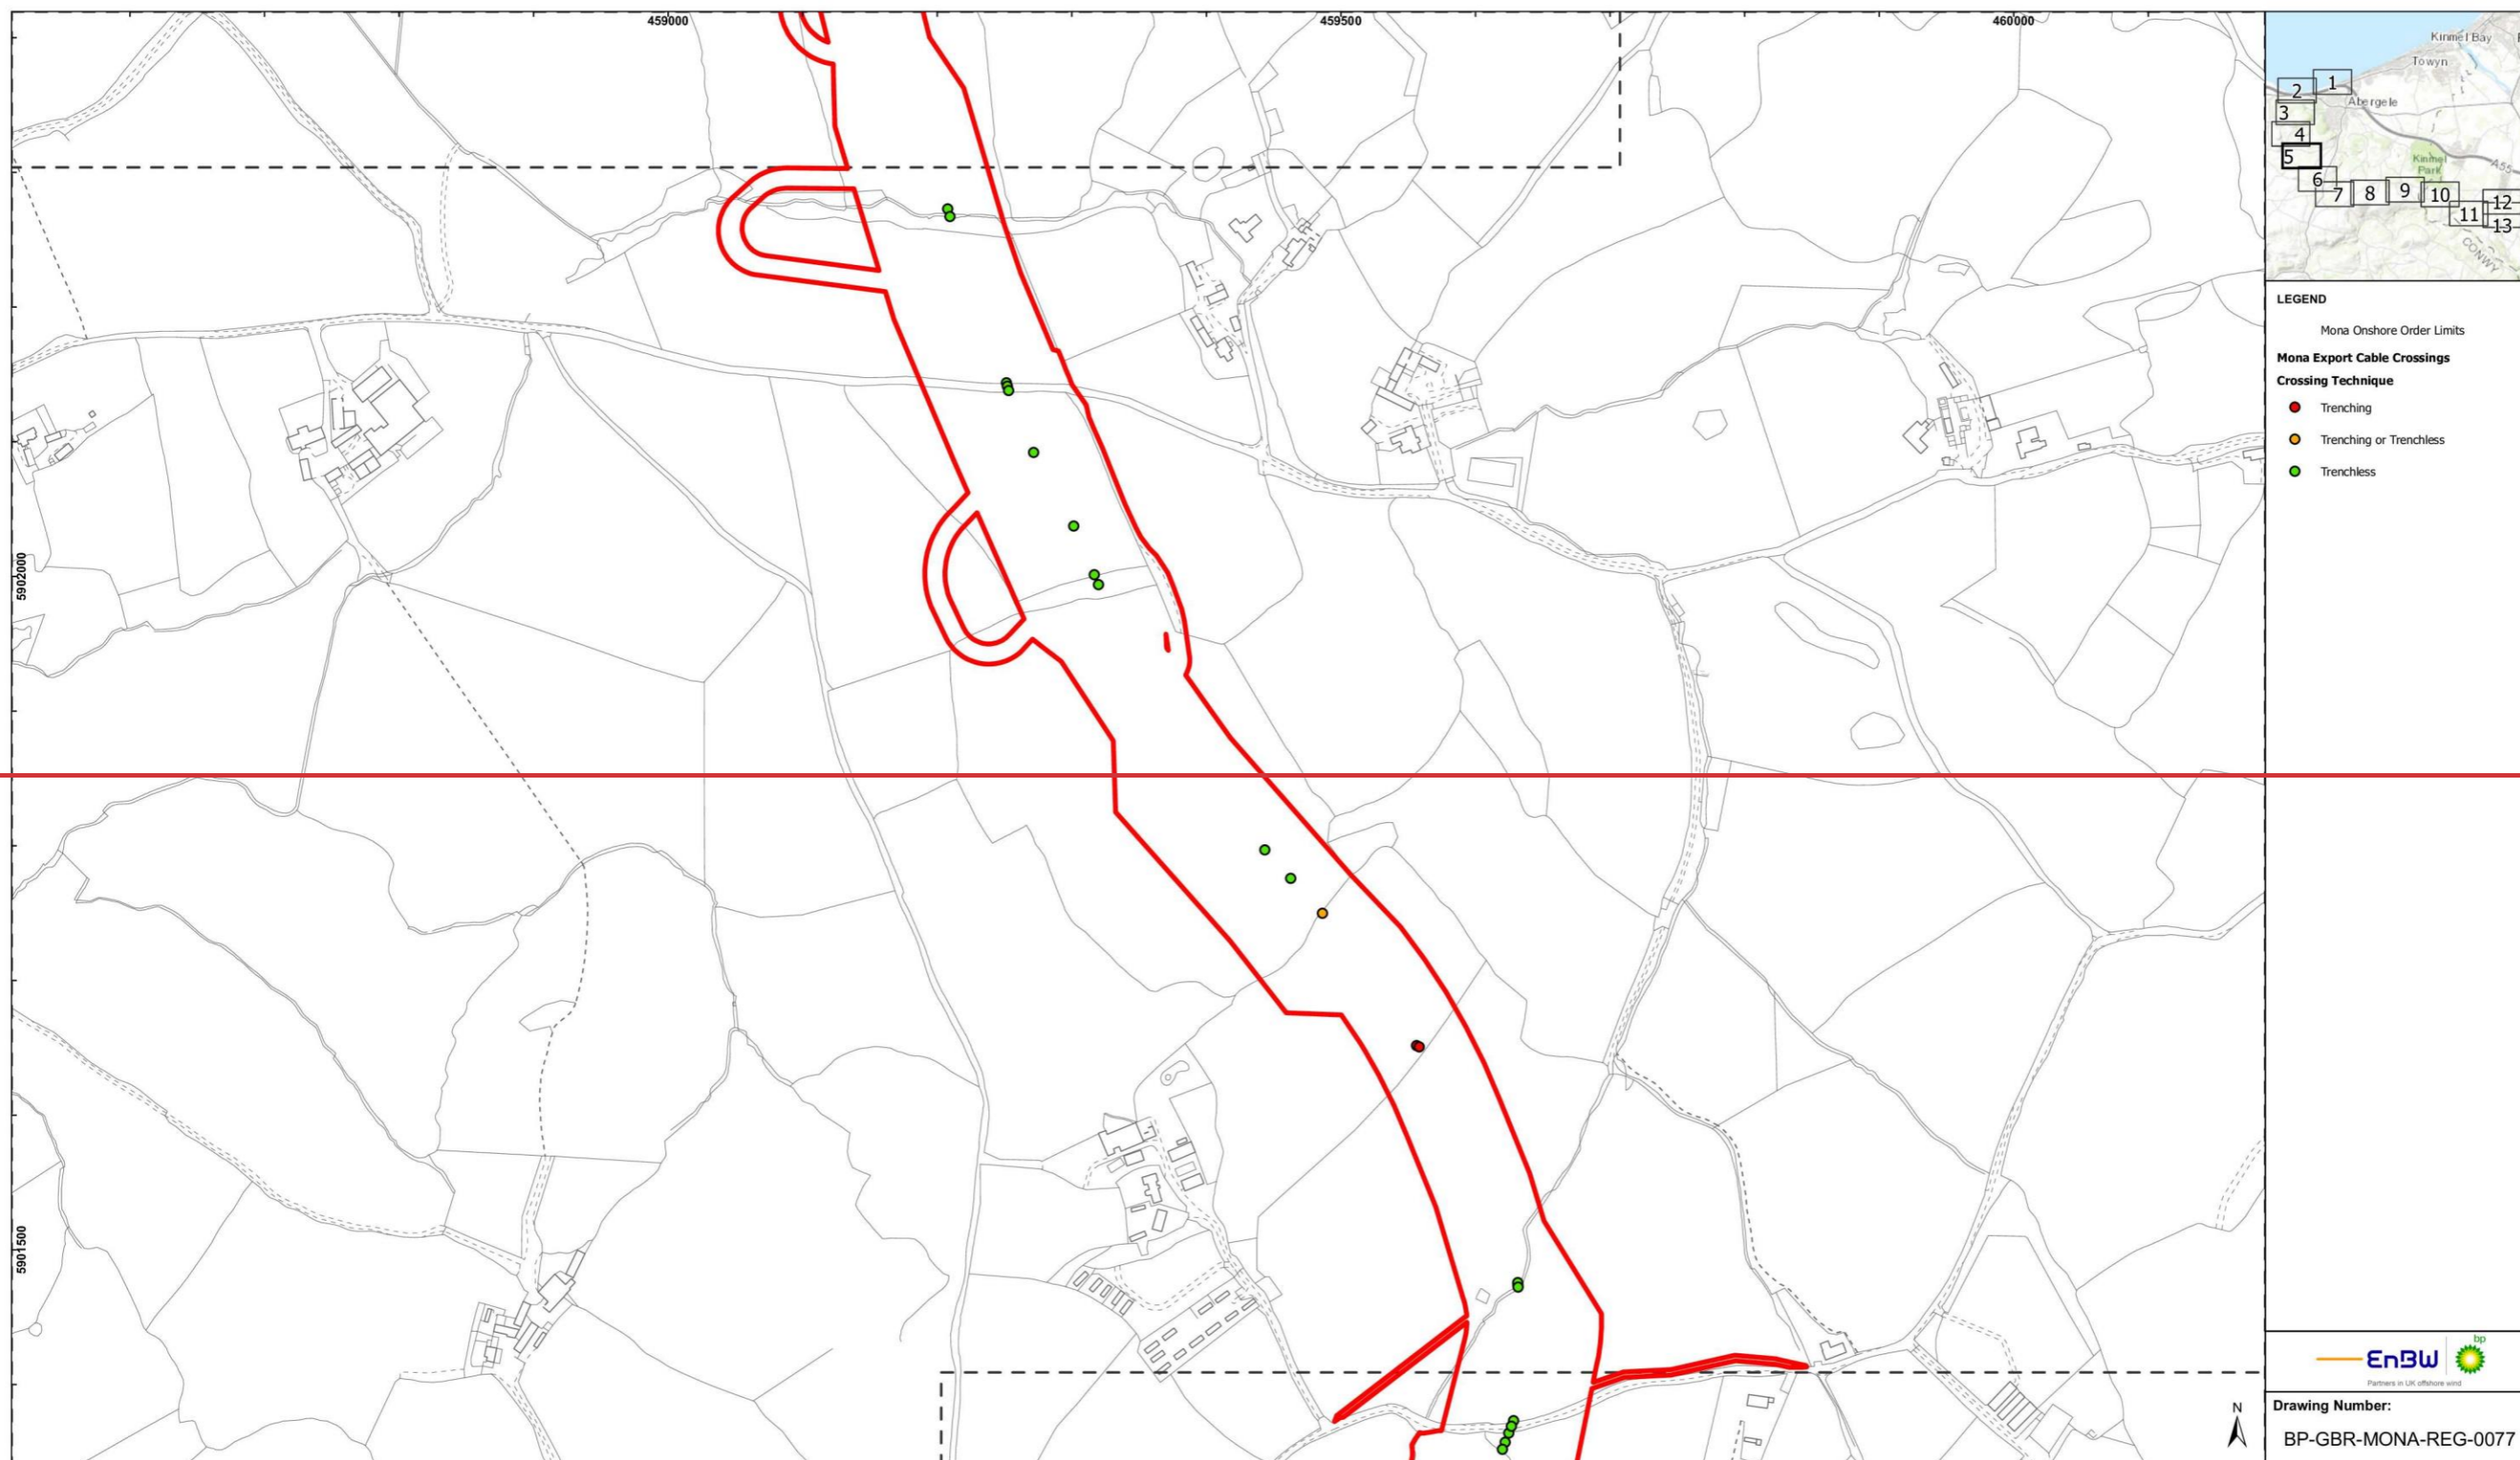 459000
459500
460000
5902000
5901500
Kinmel Bay
Towyn
Abergele
Kinmel
Park
A55
CONWY
1
2
3
4
5
6
7
8
9
10
11
12
13
LEGEND
Mona Onshore Order Limits
Mona Export Cable Crossings
Crossing Technique
Trenching
Trenching or Trenchless
Trenchless
EnBW
bp
Partners in UK offshore wind
N
Drawing Number:
BP-GBR-MONA-REG-0077